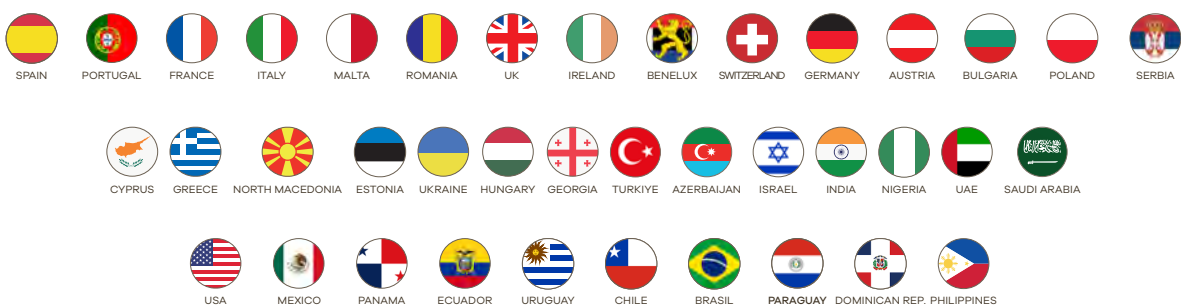 SPAIN PORTUGAL FRANCE ITALY MALTA ROMANIA UK IRELAND BENELUX SWITZERLAND GERMANY AUSTRIA BULGARIA POLAND SERBIA
CYPRUS GREECE NORTH MACEDONIA ESTONIA UKRAINE HUNGARY GEORGIA TURKIYE AZERBAIJAN ISRAEL INDIA NIGERIA UAE SAUDI ARABIA
USA MEXICO PANAMA ECUADOR URUGUAY CHILE BRASIL PARAGUAY DOMINICAN REP. PHILIPPINES